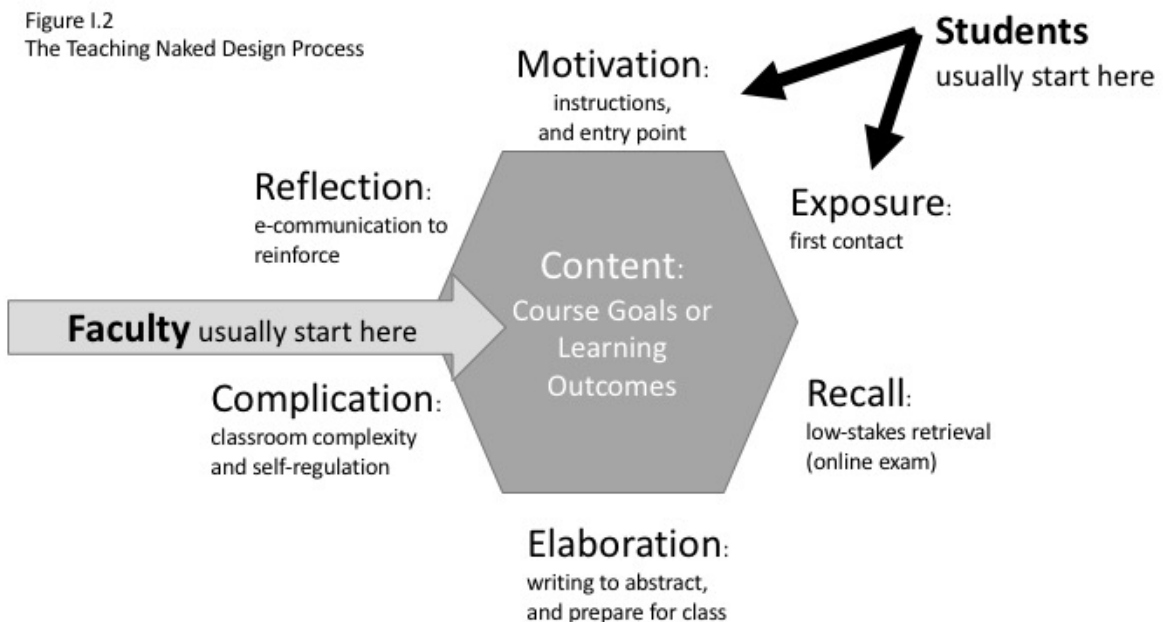 Figure I.2
The Teaching Naked Design Process
Students
usually start here
Motivation:
instructions,
and entry point
Exposure:
first contact
Reflection:
e-communication to
reinforce
Content:
Course Goals or
Learning
Outcomes
Faculty usually start here
Complication:
classroom complexity
and self-regulation
Recall:
low-stakes retrieval
(online exam)
Elaboration:
writing to abstract,
and prepare for class